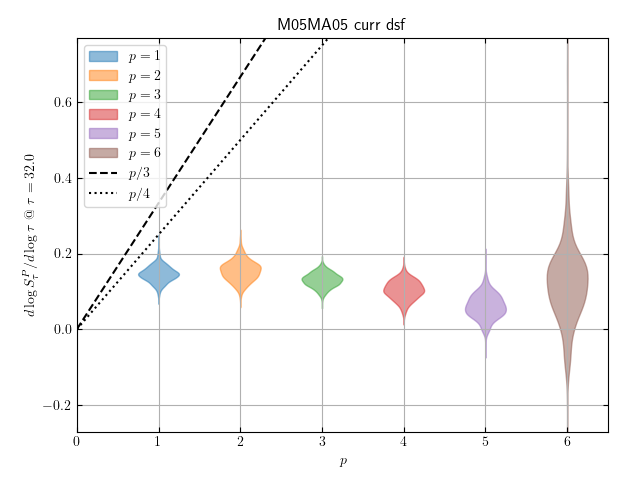 M05MA05 curr dsf
p = 1
p = 2
p = 3
p = 4
p = 5
p = 6
p/3
p/4
d log S_τ^P / d log τ @ τ = 32.0
0.6
0.4
0.2
0.0
−0.2
0 1 2 3 4 5 6
p